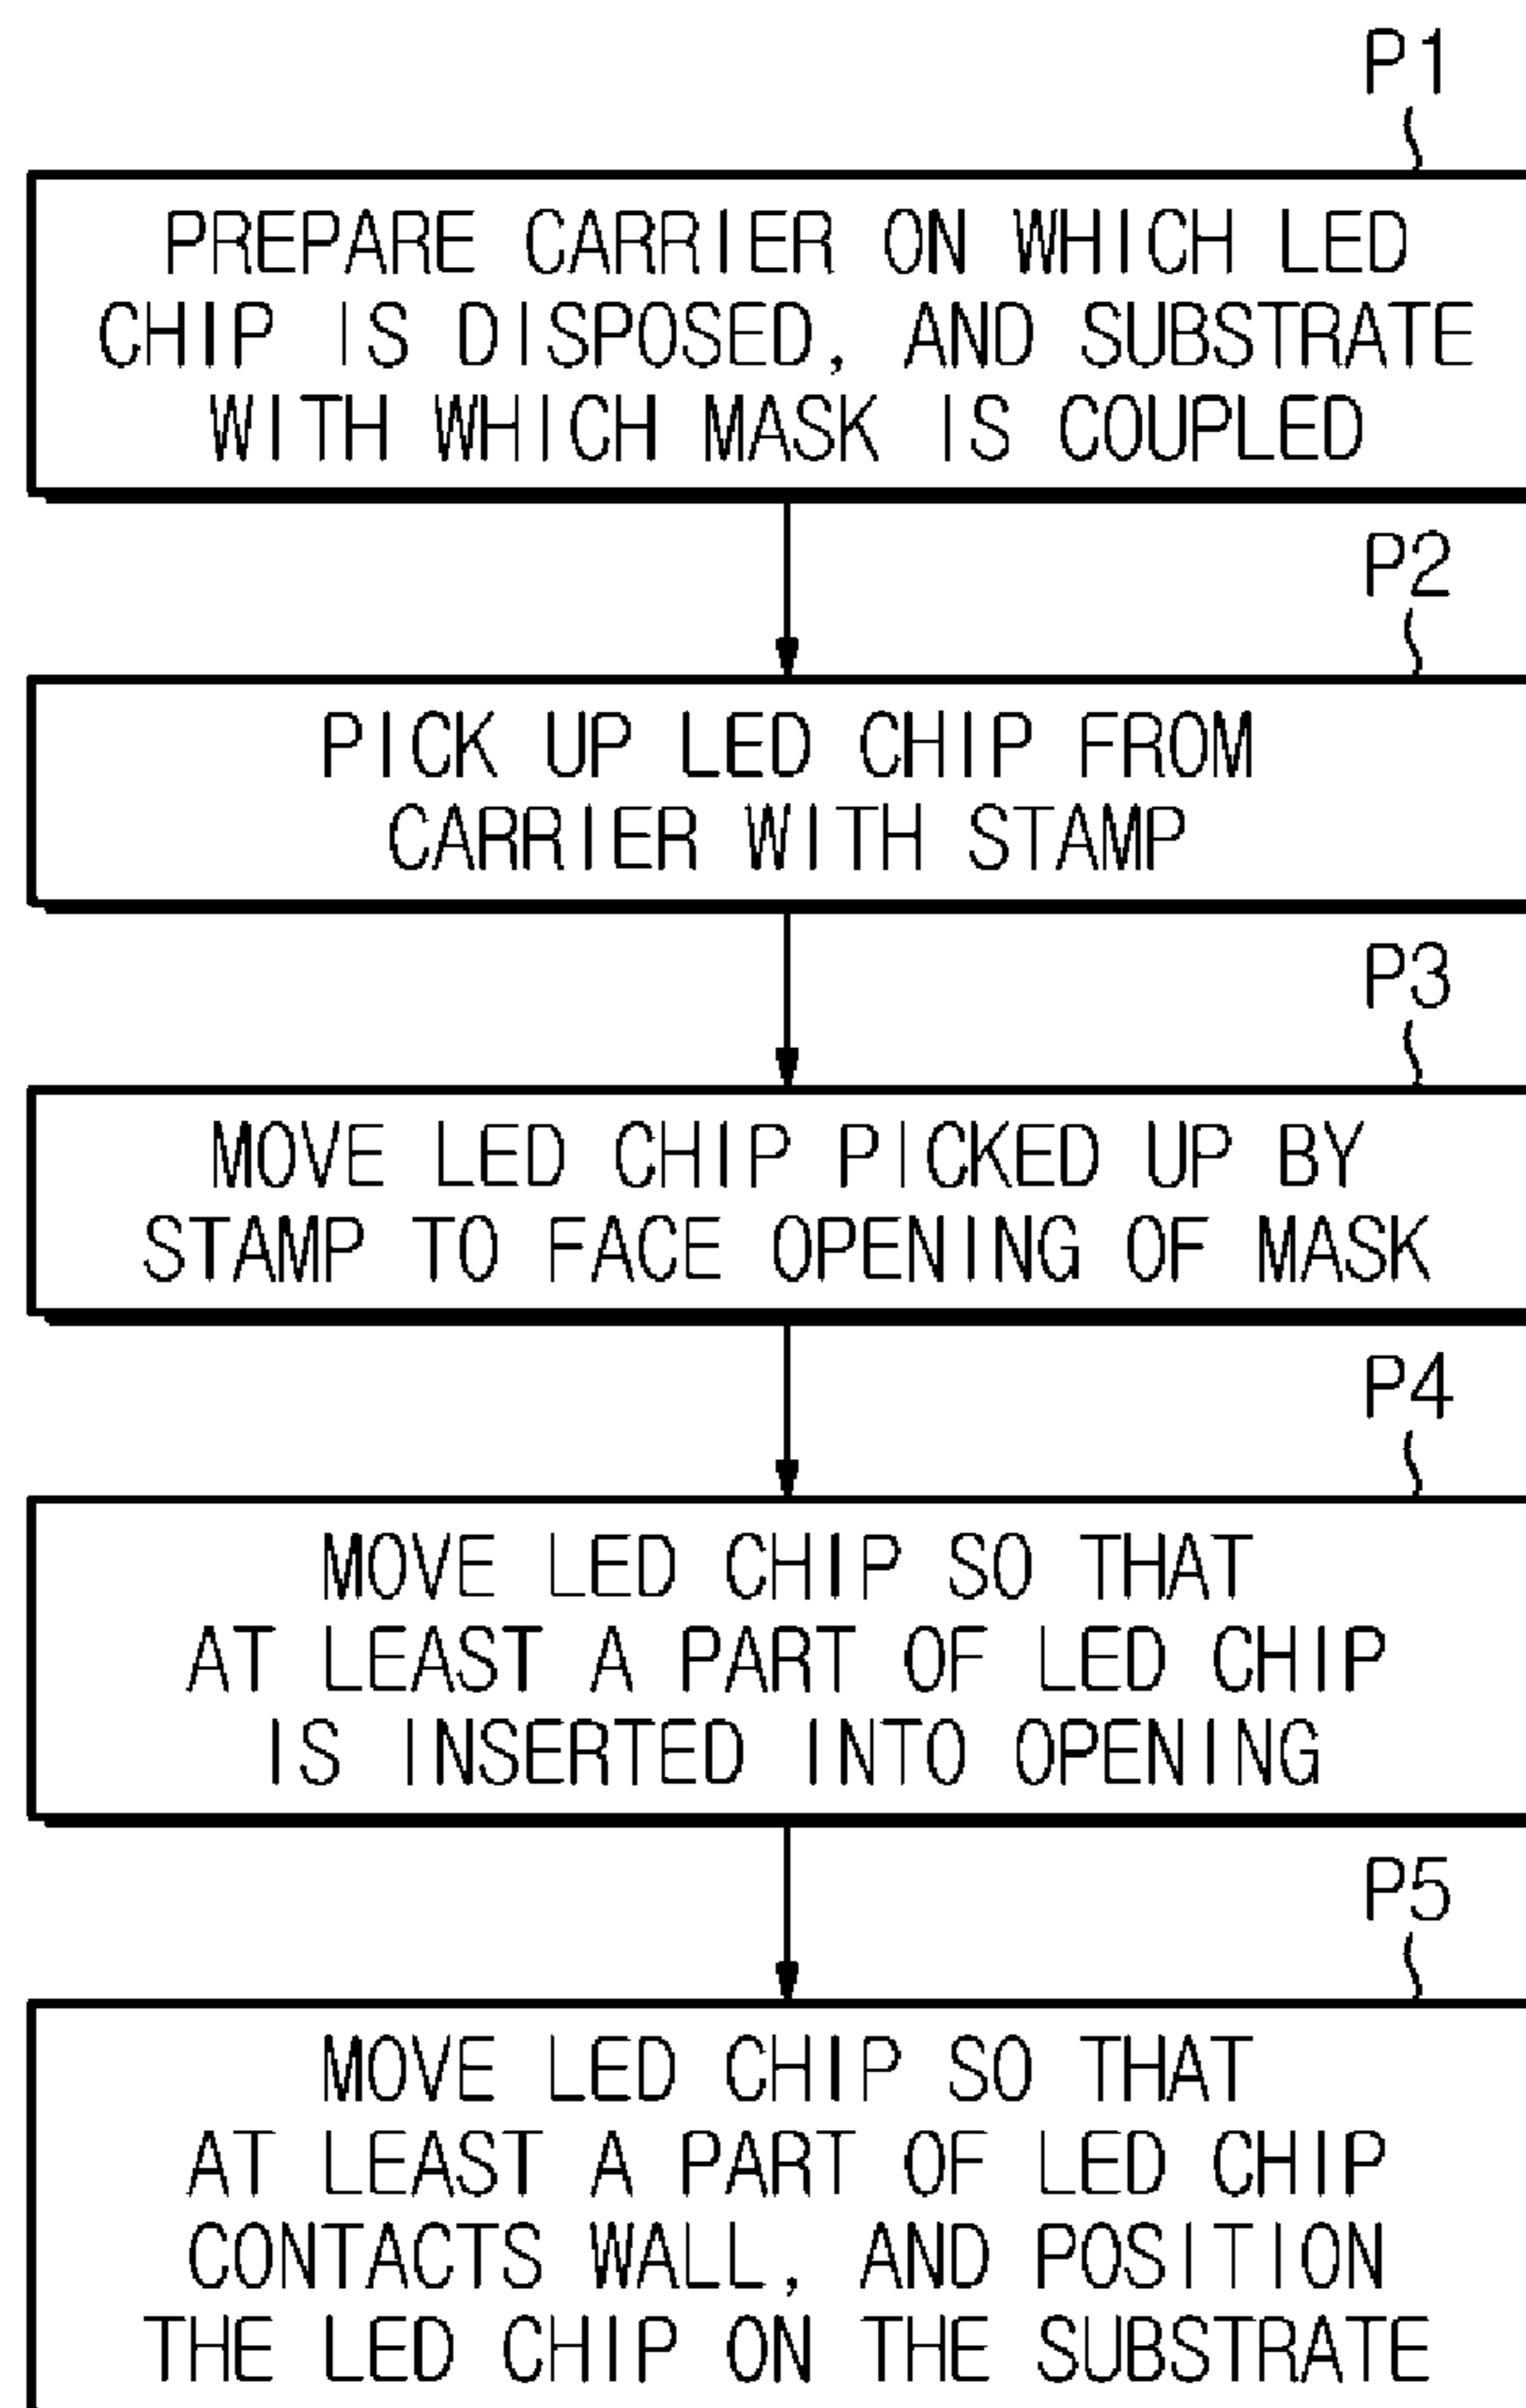 P1
PREPARE CARRIER ON WHICH LED
CHIP IS DISPOSED, AND SUBSTRATE
WITH WHICH MASK IS COUPLED
P2
PICK UP LED CHIP FROM
CARRIER WITH STAMP
P3
MOVE LED CHIP PICKED UP BY
STAMP TO FACE OPENING OF MASK
P4
MOVE LED CHIP SO THAT
AT LEAST A PART OF LED CHIP
IS INSERTED INTO OPENING
P5
MOVE LED CHIP SO THAT
AT LEAST A PART OF LED CHIP
CONTACTS WALL, AND POSITION
THE LED CHIP ON THE SUBSTRATE